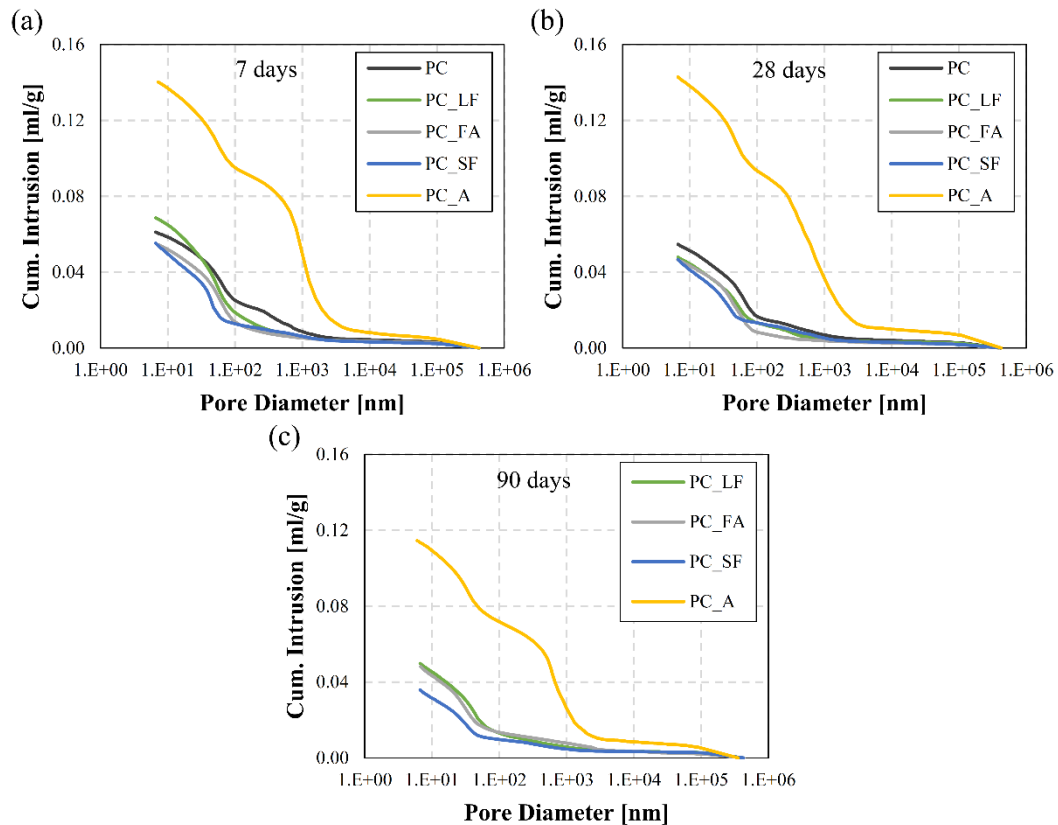 (a)
0.16
0.12
0.08
0.04
0.00
Cum. Intrusion [ml/g]
7 days
PC
PC_LF
PC_FA
PC_SF
PC_A
1.E+00 1.E+01 1.E+02 1.E+03 1.E+04 1.E+05 1.E+06
Pore Diameter [nm]
(b)
0.16
0.12
0.08
0.04
0.00
Cum. Intrusion [ml/g]
28 days
PC
PC_LF
PC_FA
PC_SF
PC_A
1.E+00 1.E+01 1.E+02 1.E+03 1.E+04 1.E+05 1.E+06
Pore Diameter [nm]
(c)
0.16
0.12
0.08
0.04
0.00
Cum. Intrusion [ml/g]
90 days
PC_LF
PC_FA
PC_SF
PC_A
1.E+00 1.E+01 1.E+02 1.E+03 1.E+04 1.E+05 1.E+06
Pore Diameter [nm]